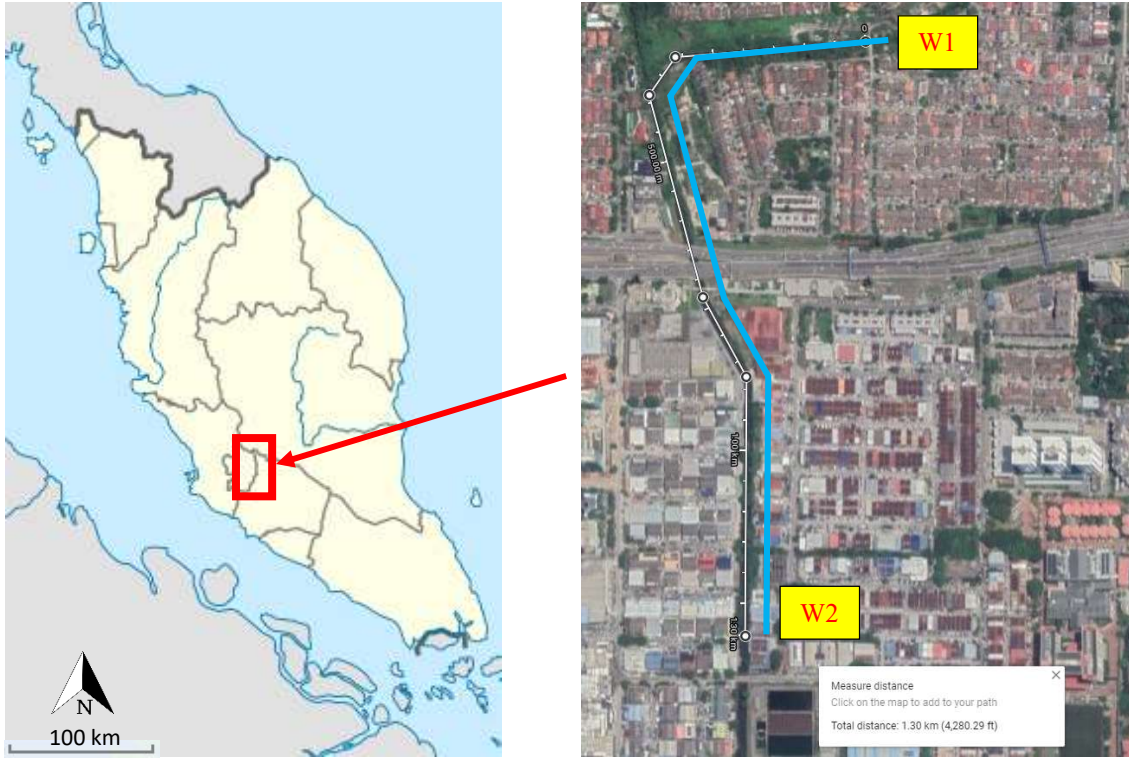 N
100 km
0
W1
500.00 m
1.00 km
1.30 km
W2
Measure distance
Click on the map to add to your path
Total distance: 1.30 km (4,280.29 ft)